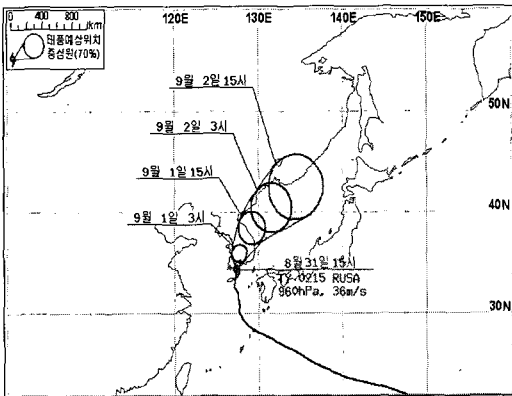 0 400 800
km
태풍예상위치
중심원(70%)
120E
130E
140E
150E
9월 2일 15시
9월 2일 3시
9월 1일 15시
9월 1일 3시
8월 31일 15시
TY 0215 RUSA
960hPa, 36m/s
50N
40N
30N